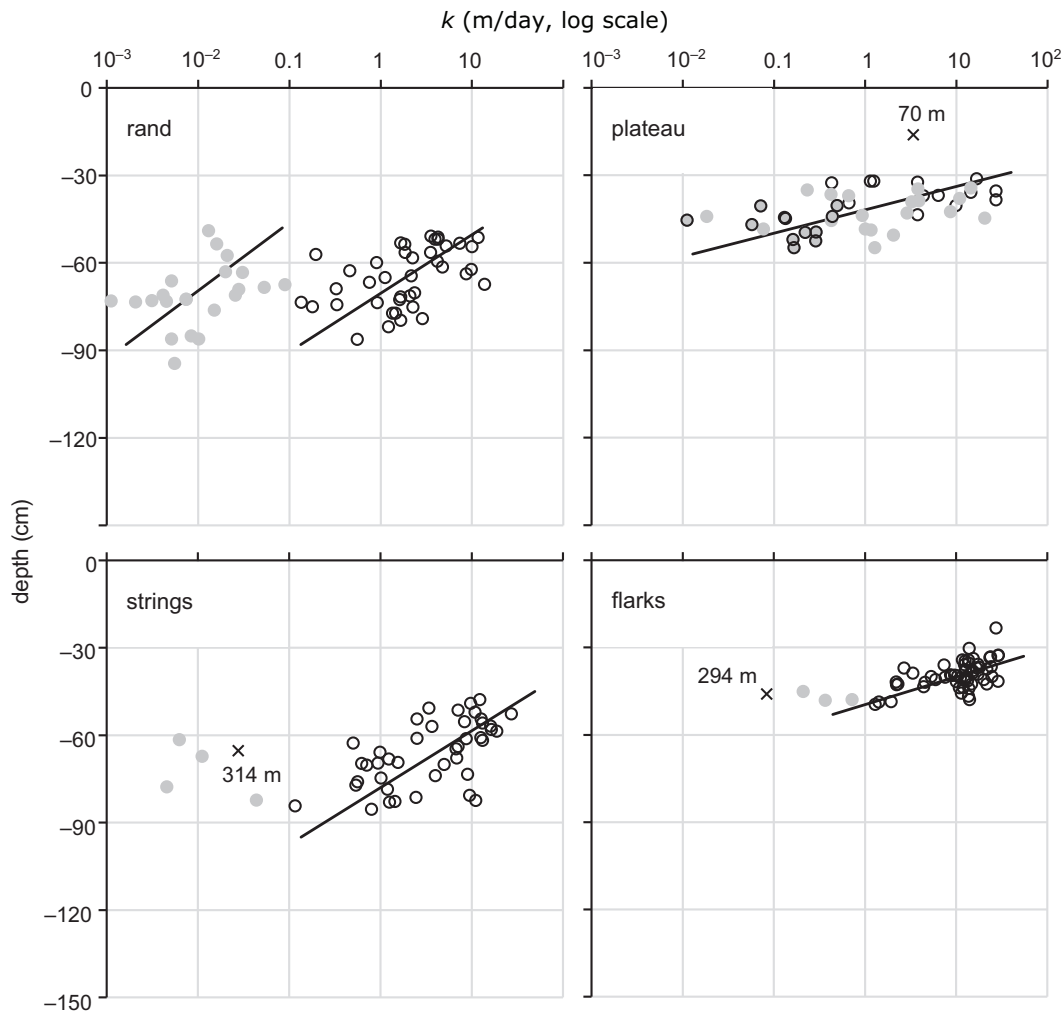 k (m/day, log scale)
10⁻³ 10⁻² 0.1 1 10 10⁻³ 10⁻² 0.1 1 10 10²
0
rand
plateau
70 m
–30
–60
–90
–120
depth (cm)
0
strings
flarks
–30
294 m
–60
314 m
–90
–120
–150